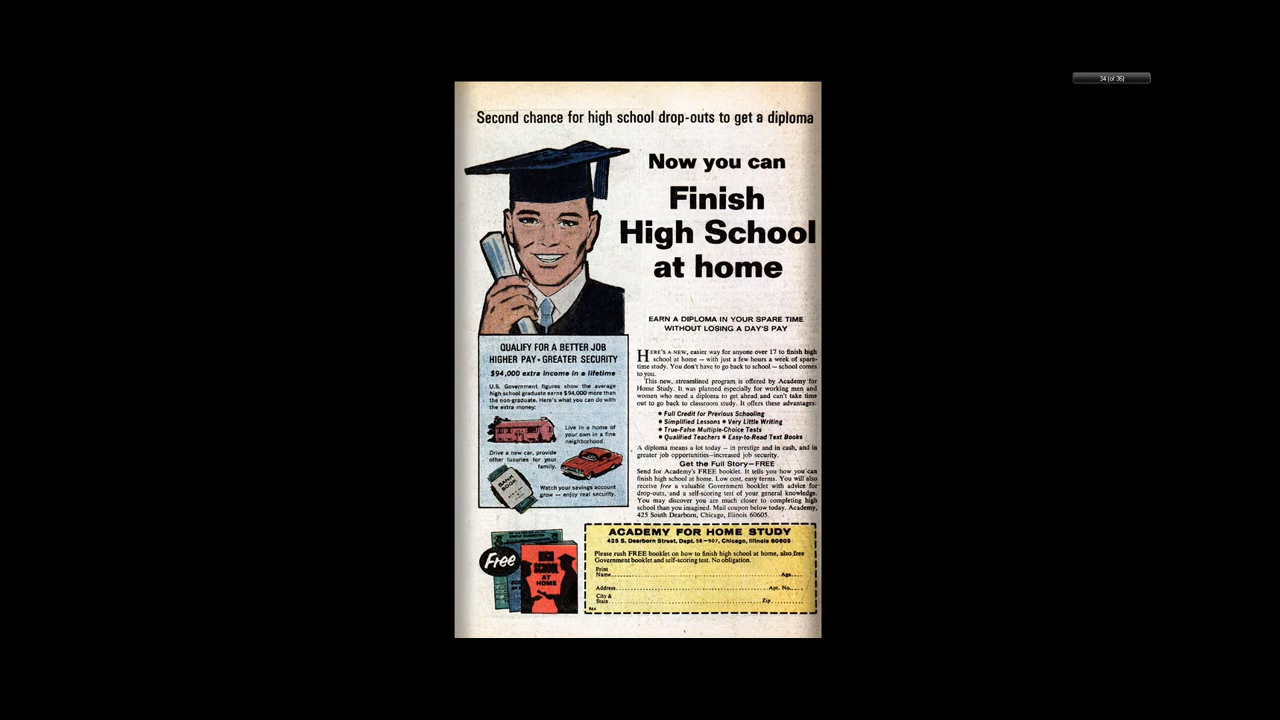 34 (of 36)
Second chance for high school drop-outs to get a diploma
Now you can
Finish
High School
at home
EARN A DIPLOMA IN YOUR SPARE TIME
WITHOUT LOSING A DAY'S PAY
QUALIFY FOR A BETTER JOB
HIGHER PAY • GREATER SECURITY
$94,000 extra income in a lifetime
U.S. Government figures show the average
high school graduate earns $94,000 more than
the non-graduate. Here's what you can do with
the extra money:
Live in a home of
your own in a fine
neighborhood.
Drive a new car, provide
other luxuries for your
family.
BANK
BOOK
Watch your savings account
grow — enjoy real security.
HERE'S A NEW, easier way for anyone over 17 to finish high
school at home — with just a few hours a week of spare-
time study. You don't have to go back to school — school comes
to you.
This new, streamlined program is offered by Academy for
Home Study. It was planned especially for working men and
women who need a diploma to get ahead and can't take time
out to go back to classroom study. It offers these advantages:
• Full Credit for Previous Schooling
• Simplified Lessons • Very Little Writing
• True-False Multiple-Choice Tests
• Qualified Teachers • Easy-to-Read Text Books
A diploma means a lot today — in prestige and in cash, and in
greater job opportunities—increased job security.
Get the Full Story—FREE
Send for Academy's FREE booklet. It tells you how you can
finish high school at home. Low cost, easy terms. You will also
receive free a valuable Government booklet with advice for
drop-outs, and a self-scoring test of your general knowledge.
You may discover you are much closer to completing high
school than you imagined. Mail coupon below today. Academy,
425 South Dearborn, Chicago, Illinois 60605.
Free
HIGH
SCHOOL
AT
HOME
ACADEMY FOR HOME STUDY
425 S. Dearborn Street, Dept. Chicago, Illinois 60605
Please rush FREE booklet on how to finish high school at home, also free
Government booklet and self-scoring test. No obligation.
Print
Name Age
Address Apt. No.
City &
State Zip